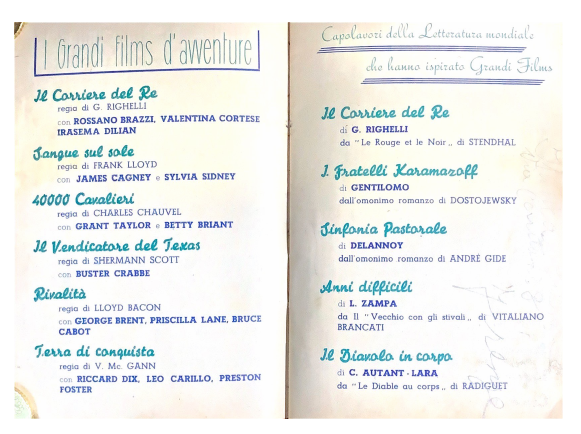 I Grandi films d'avventure
Il Corriere del Re
regia di G. RIGHELLI
con ROSSANO BRAZZI, VALENTINA CORTESE
IRASEMA DILIAN
Sangue sul sole
regia di FRANK LLOYD
con JAMES CAGNEY e SYLVIA SIDNEY
40000 Cavalieri
regia di CHARLES CHAUVEL
con GRANT TAYLOR e BETTY BRIANT
Il Vendicatore del Texas
regia di SHERMANN SCOTT
con BUSTER CRABBE
Rivalità
regia di LLOYD BACON
con GEORGE BRENT, PRISCILLA LANE, BRUCE
CABOT
Terra di conquista
regia di V. Mc. GANN
con RICCARD DIX, LEO CARILLO, PRESTON
FOSTER
Capolavori della Letteratura mondiale
che hanno ispirato Grandi Films
Il Corriere del Re
di G. RIGHELLI
da "Le Rouge et le Noir„ di STENDHAL
I Fratelli Karamazoff
di GENTILOMO
dall'omonimo romanzo di DOSTOJEWSKY
Sinfonia Pastorale
di DELANNOY
dall'omonimo romanzo di ANDRÉ GIDE
Anni difficili
di L. ZAMPA
da Il "Vecchio con gli stivali„ di VITALIANO
BRANCATI
Il Diavolo in corpo
di C. AUTANT-LARA
da "Le Diable au corps„ di RADIGUET